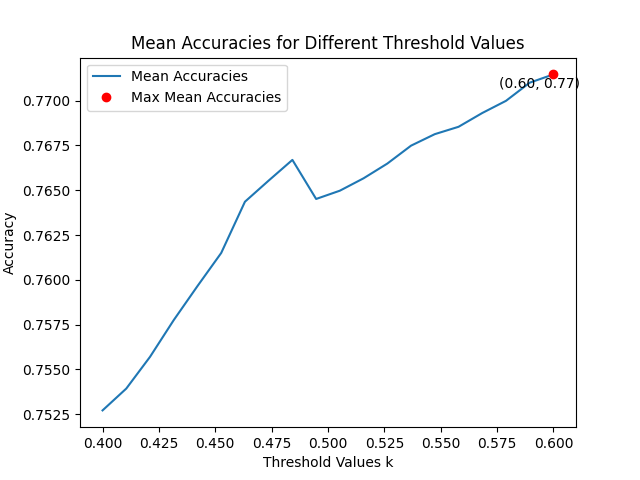 Mean Accuracies for Different Threshold Values
Mean Accuracies
Max Mean Accuracies
(0.60, 0.77)
0.7700
0.7675
0.7650
0.7625
0.7600
0.7575
0.7550
0.7525
Accuracy
0.400 0.425 0.450 0.475 0.500 0.525 0.550 0.575 0.600
Threshold Values k